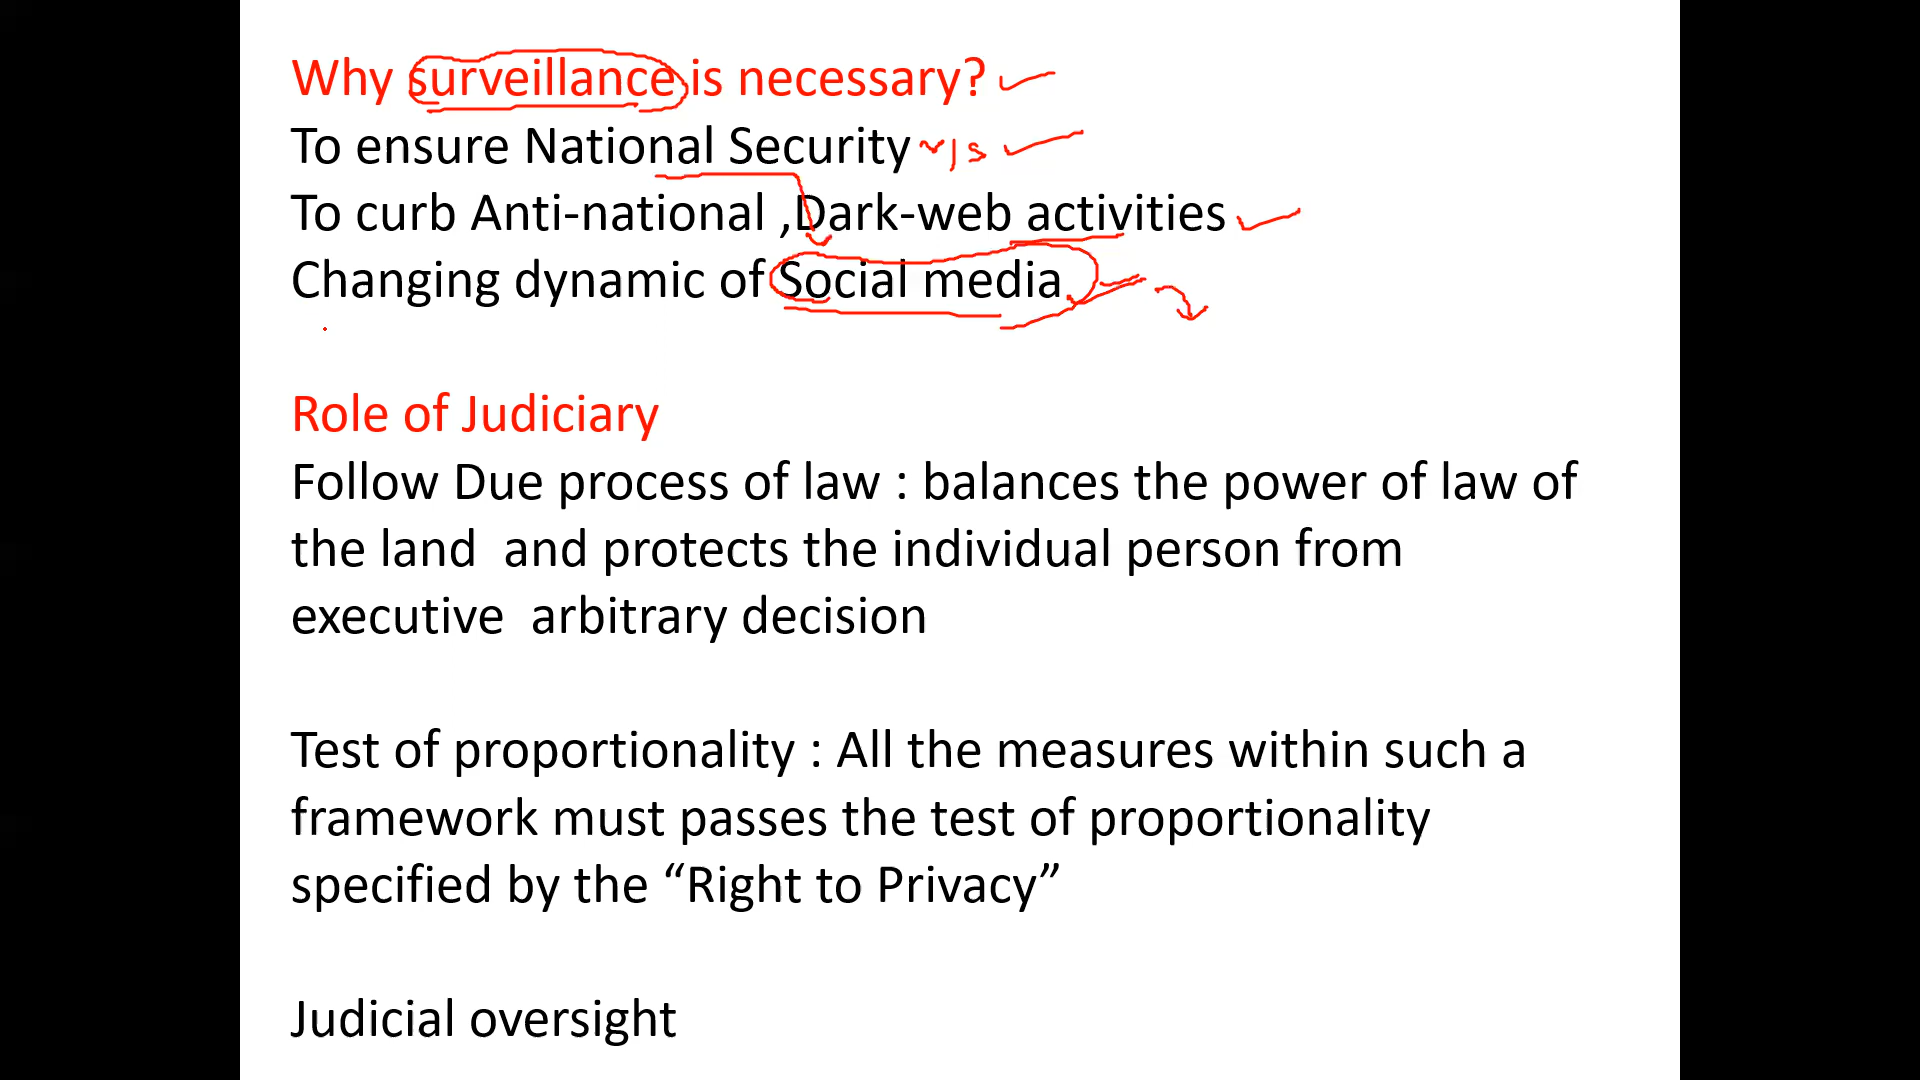 Why surveillance is necessary?
To ensure National Security v/s
To curb Anti-national ,Dark-web activities
Changing dynamic of Social media
Role of Judiciary
Follow Due process of law : balances the power of law of
the land and protects the individual person from
executive arbitrary decision
Test of proportionality : All the measures within such a
framework must passes the test of proportionality
specified by the “Right to Privacy”
Judicial oversight